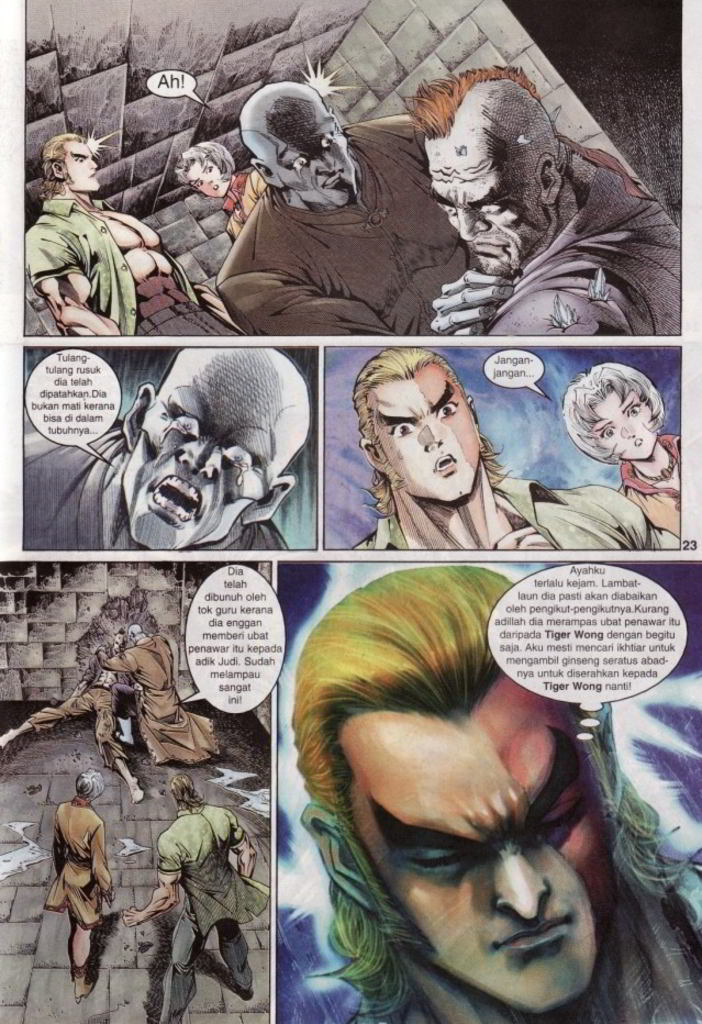 Ah!
Tulang-
tulang rusuk
dia telah
dipatahkan.Dia
bukan mati kerana
bisa di dalam
tubuhnya...
Jangan-
jangan...
23
Dia
telah
dibunuh oleh
tok guru kerana
dia enggan
memberi ubat
penawar itu kepada
adik Judi. Sudah
melampau
sangat
ini!
Ayahku
terlalu kejam. Lambat-
laun dia pasti akan diabaikan
oleh pengikut-pengikutnya.Kurang
adillah dia merampas ubat penawar itu
daripada Tiger Wong dengan begitu
saja. Aku mesti mencari ikhtiar untuk
mengambil ginseng seratus abad-
nya untuk diserahkan kepada
Tiger Wong nanti!